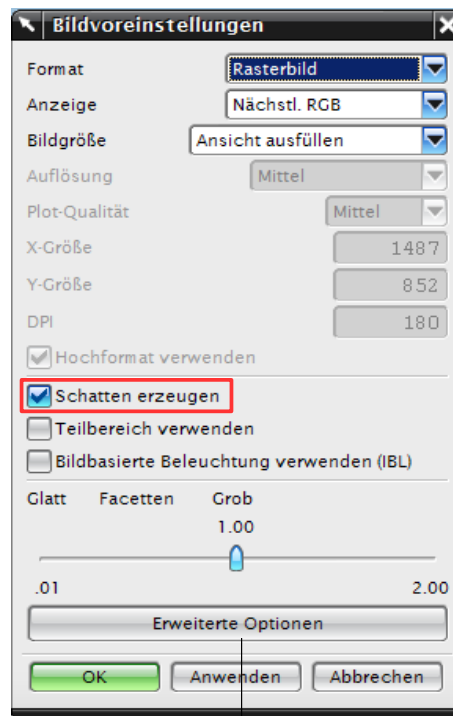 Bildvoreinstellungen
Format Rasterbild
Anzeige Nächstl. RGB
Bildgröße Ansicht ausfüllen
Auflösung Mittel
Plot-Qualität Mittel
X-Größe 1487
Y-Größe 852
DPI 180
Hochformat verwenden
Schatten erzeugen
Teilbereich verwenden
Bildbasierte Beleuchtung verwenden (IBL)
Glatt Facetten Grob
1.00
.01 2.00
Erweiterte Optionen
OK Anwenden Abbrechen